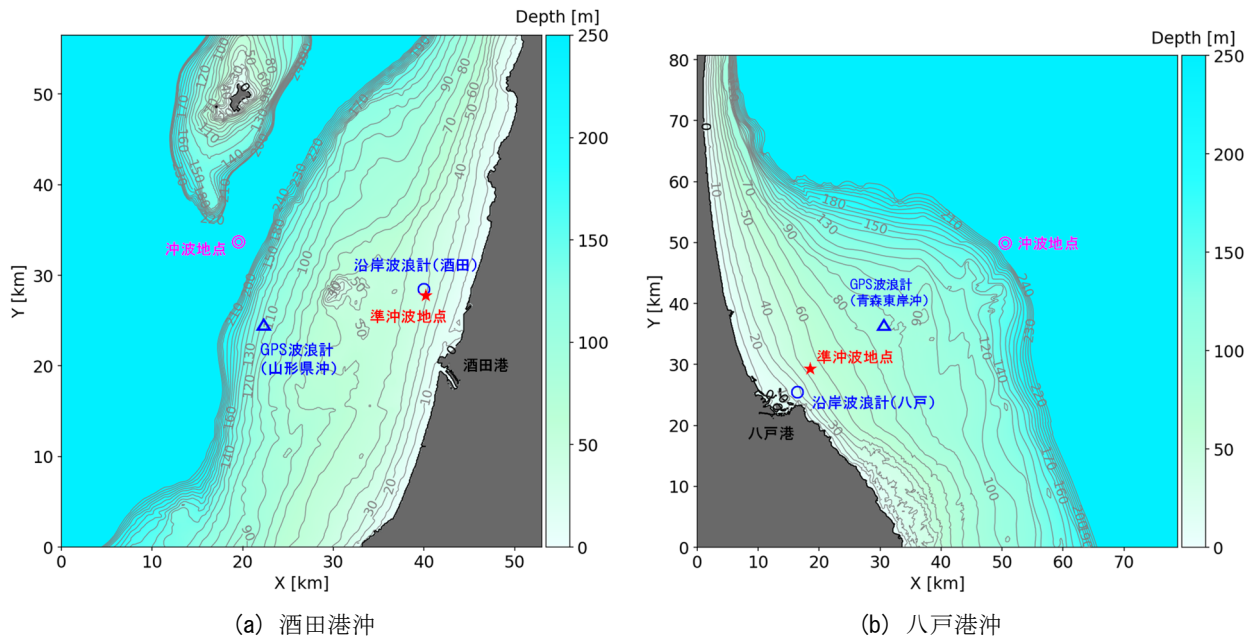 Depth [m]
250
200
150
100
50
0
50
40
30
20
10
0
Y [km]
0
10
20
30
40
50
X [km]
沖波地点
沿岸波浪計(酒田)
準沖波地点
GPS波浪計
(山形県沖)
酒田港
(a) 酒田港沖
Depth [m]
250
200
150
100
50
0
80
70
60
50
40
30
20
10
0
Y [km]
0
10
20
30
40
50
60
70
X [km]
沖波地点
GPS波浪計
(青森東岸沖)
準沖波地点
沿岸波浪計(八戸)
八戸港
(b) 八戸港沖